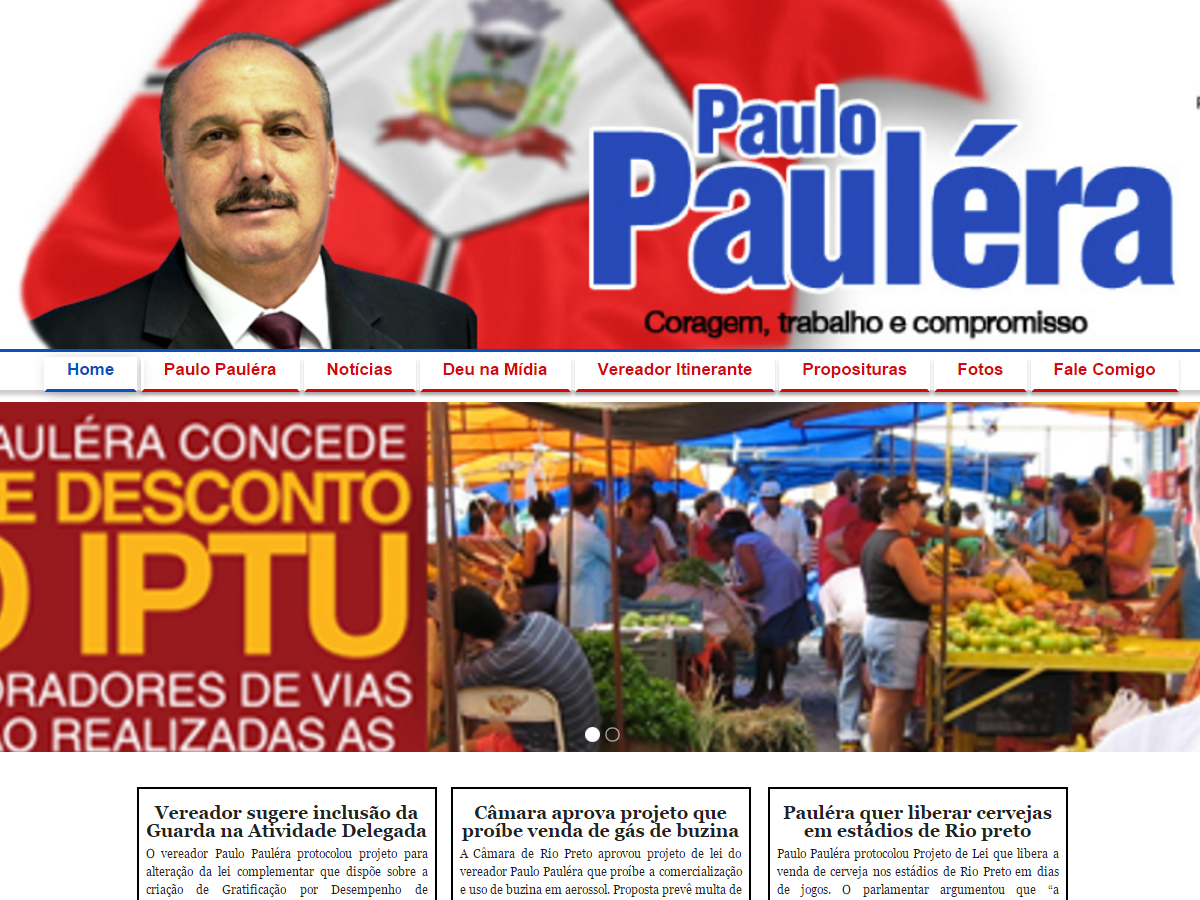 Paulo
Pauléra
Coragem, trabalho e compromisso
Home Paulo Pauléra Notícias Deu na Mídia Vereador Itinerante Proposituras Fotos Fale Comigo
AULÉRA CONCEDE
E DESCONTO
O IPTU
ORADORES DE VIAS
ÃO REALIZADAS AS
Vereador sugere inclusão da
Guarda na Atividade Delegada
O vereador Paulo Pauléra protocolou projeto para
alteração da lei complementar que dispõe sobre a
criação de Gratificação por Desempenho de
Câmara aprova projeto que
proíbe venda de gás de buzina
A Câmara de Rio Preto aprovou projeto de lei do
vereador Paulo Pauléra que proíbe a comercialização
e uso de buzina em aerossol. Proposta prevê multa de
Pauléra quer liberar cervejas
em estádios de Rio preto
Paulo Pauléra protocolou Projeto de Lei que libera a
venda de cerveja nos estádios de Rio Preto em dias
de jogos. O parlamentar argumentou que “a